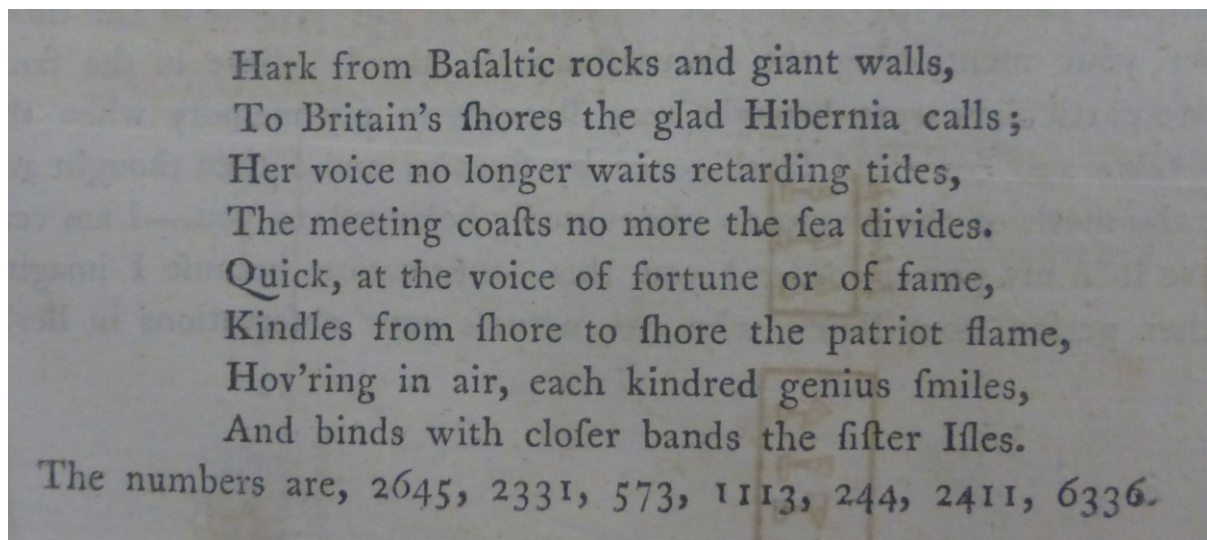 Hark from Baſaltic rocks and giant walls,
To Britain's ſhores the glad Hibernia calls;
Her voice no longer waits retarding tides,
The meeting coaſts no more the ſea divides.
Quick, at the voice of fortune or of fame,
Kindles from ſhore to ſhore the patriot flame,
Hov'ring in air, each kindred genius ſmiles,
And binds with cloſer bands the ſiſter Iſles.
The numbers are, 2645, 2331, 573, 1113, 244, 2411, 6336.